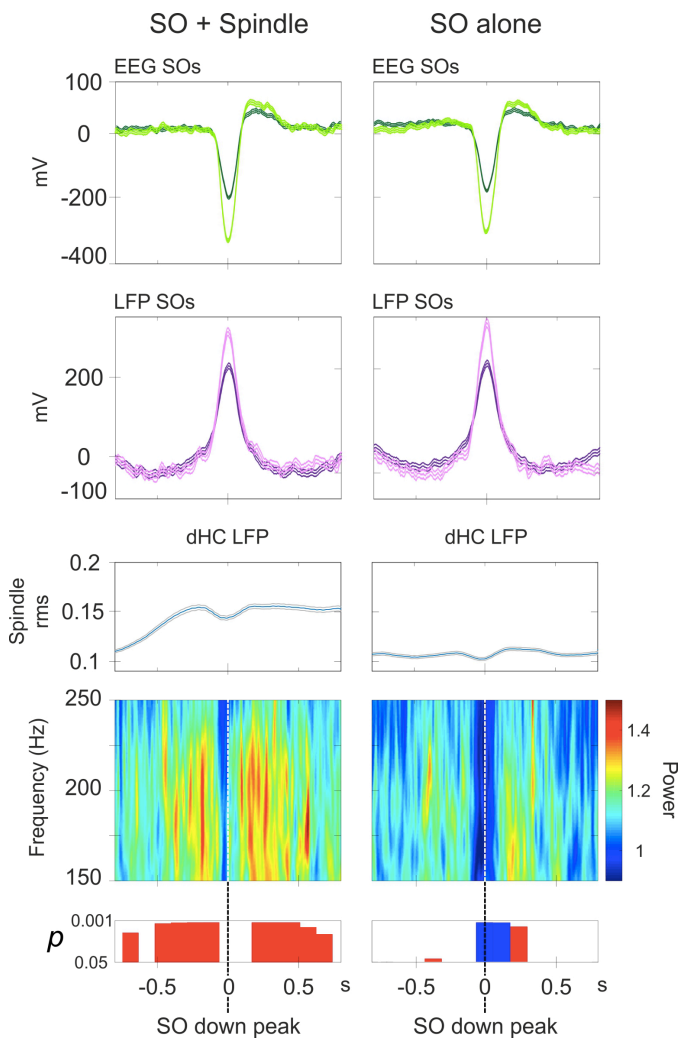 SO + Spindle SO alone
EEG SOs EEG SOs
100
0
-200
-400
mV
LFP SOs LFP SOs
200
0
-100
mV
dHC LFP dHC LFP
0.2
0.15
0.1
Spindle
rms
250
200
150
Frequency (Hz)
1.4
1.2
1
Power
p
0.001
0.05
-0.5 0 0.5 s -0.5 0 0.5 s
SO down peak SO down peak